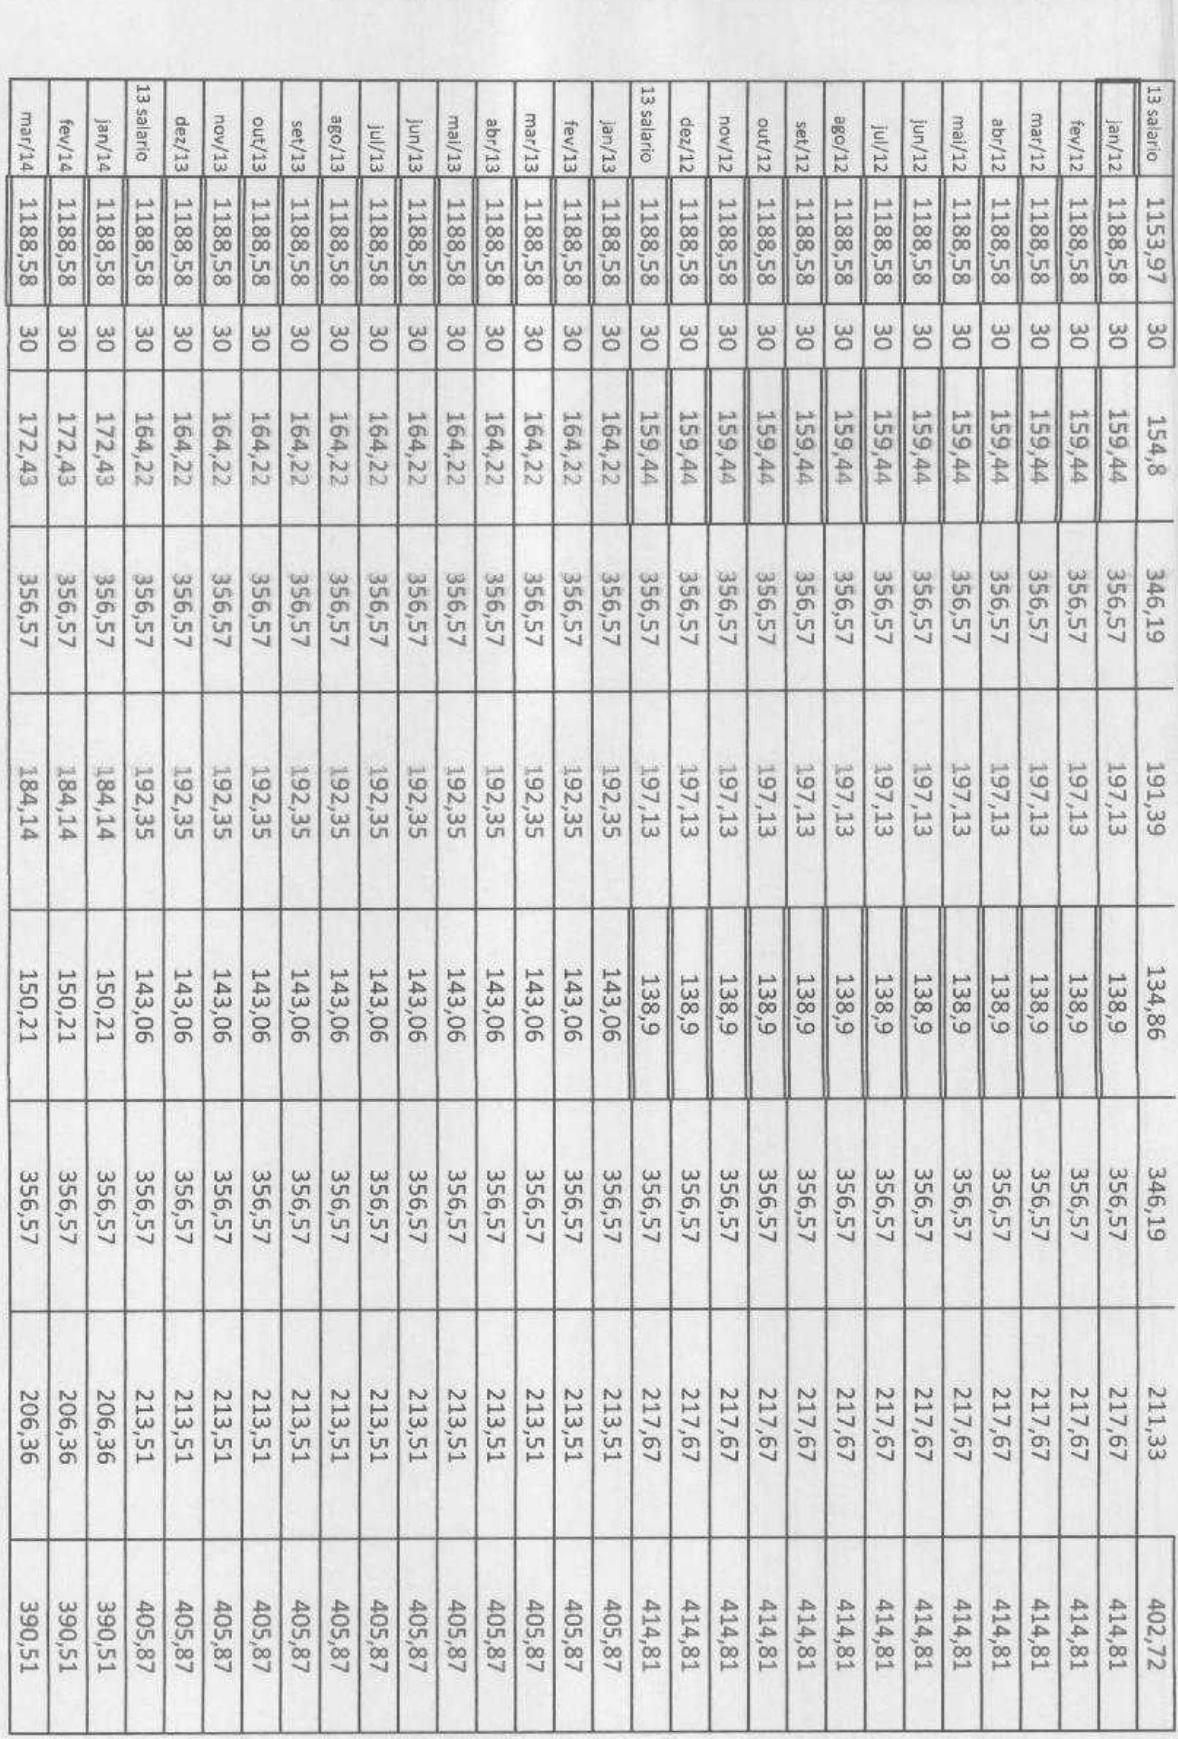 13 salario 1153,97 30 154,8 346,19 191,39 134,86 346,19 211,33 402,72
jan/12 1188,58 30 159,44 356,57 197,13 138,9 356,57 217,67 414,81
fev/12 1188,58 30 159,44 356,57 197,13 138,9 356,57 217,67 414,81
mar/12 1188,58 30 159,44 356,57 197,13 138,9 356,57 217,67 414,81
abr/12 1188,58 30 159,44 356,57 197,13 138,9 356,57 217,67 414,81
mai/12 1188,58 30 159,44 356,57 197,13 138,9 356,57 217,67 414,81
jun/12 1188,58 30 159,44 356,57 197,13 138,9 356,57 217,67 414,81
jul/12 1188,58 30 159,44 356,57 197,13 138,9 356,57 217,67 414,81
ago/12 1188,58 30 159,44 356,57 197,13 138,9 356,57 217,67 414,81
set/12 1188,58 30 159,44 356,57 197,13 138,9 356,57 217,67 414,81
out/12 1188,58 30 159,44 356,57 197,13 138,9 356,57 217,67 414,81
nov/12 1188,58 30 159,44 356,57 197,13 138,9 356,57 217,67 414,81
dez/12 1188,58 30 159,44 356,57 197,13 138,9 356,57 217,67 414,81
13 salario 1188,58 30 159,44 356,57 197,13 138,9 356,57 217,67 414,81
jan/13 1188,58 30 164,22 356,57 192,35 143,06 356,57 213,51 405,87
fev/13 1188,58 30 164,22 356,57 192,35 143,06 356,57 213,51 405,87
mar/13 1188,58 30 164,22 356,57 192,35 143,06 356,57 213,51 405,87
abr/13 1188,58 30 164,22 356,57 192,35 143,06 356,57 213,51 405,87
mai/13 1188,58 30 164,22 356,57 192,35 143,06 356,57 213,51 405,87
jun/13 1188,58 30 164,22 356,57 192,35 143,06 356,57 213,51 405,87
jul/13 1188,58 30 164,22 356,57 192,35 143,06 356,57 213,51 405,87
ago/13 1188,58 30 164,22 356,57 192,35 143,06 356,57 213,51 405,87
set/13 1188,58 30 164,22 356,57 192,35 143,06 356,57 213,51 405,87
out/13 1188,58 30 164,22 356,57 192,35 143,06 356,57 213,51 405,87
nov/13 1188,58 30 164,22 356,57 192,35 143,06 356,57 213,51 405,87
dez/13 1188,58 30 164,22 356,57 192,35 143,06 356,57 213,51 405,87
13 salario 1188,58 30 164,22 356,57 192,35 143,06 356,57 213,51 405,87
jan/14 1188,58 30 172,43 356,57 184,14 150,21 356,57 206,36 390,51
fev/14 1188,58 30 172,43 356,57 184,14 150,21 356,57 206,36 390,51
mar/14 1188,58 30 172,43 356,57 184,14 150,21 356,57 206,36 390,51